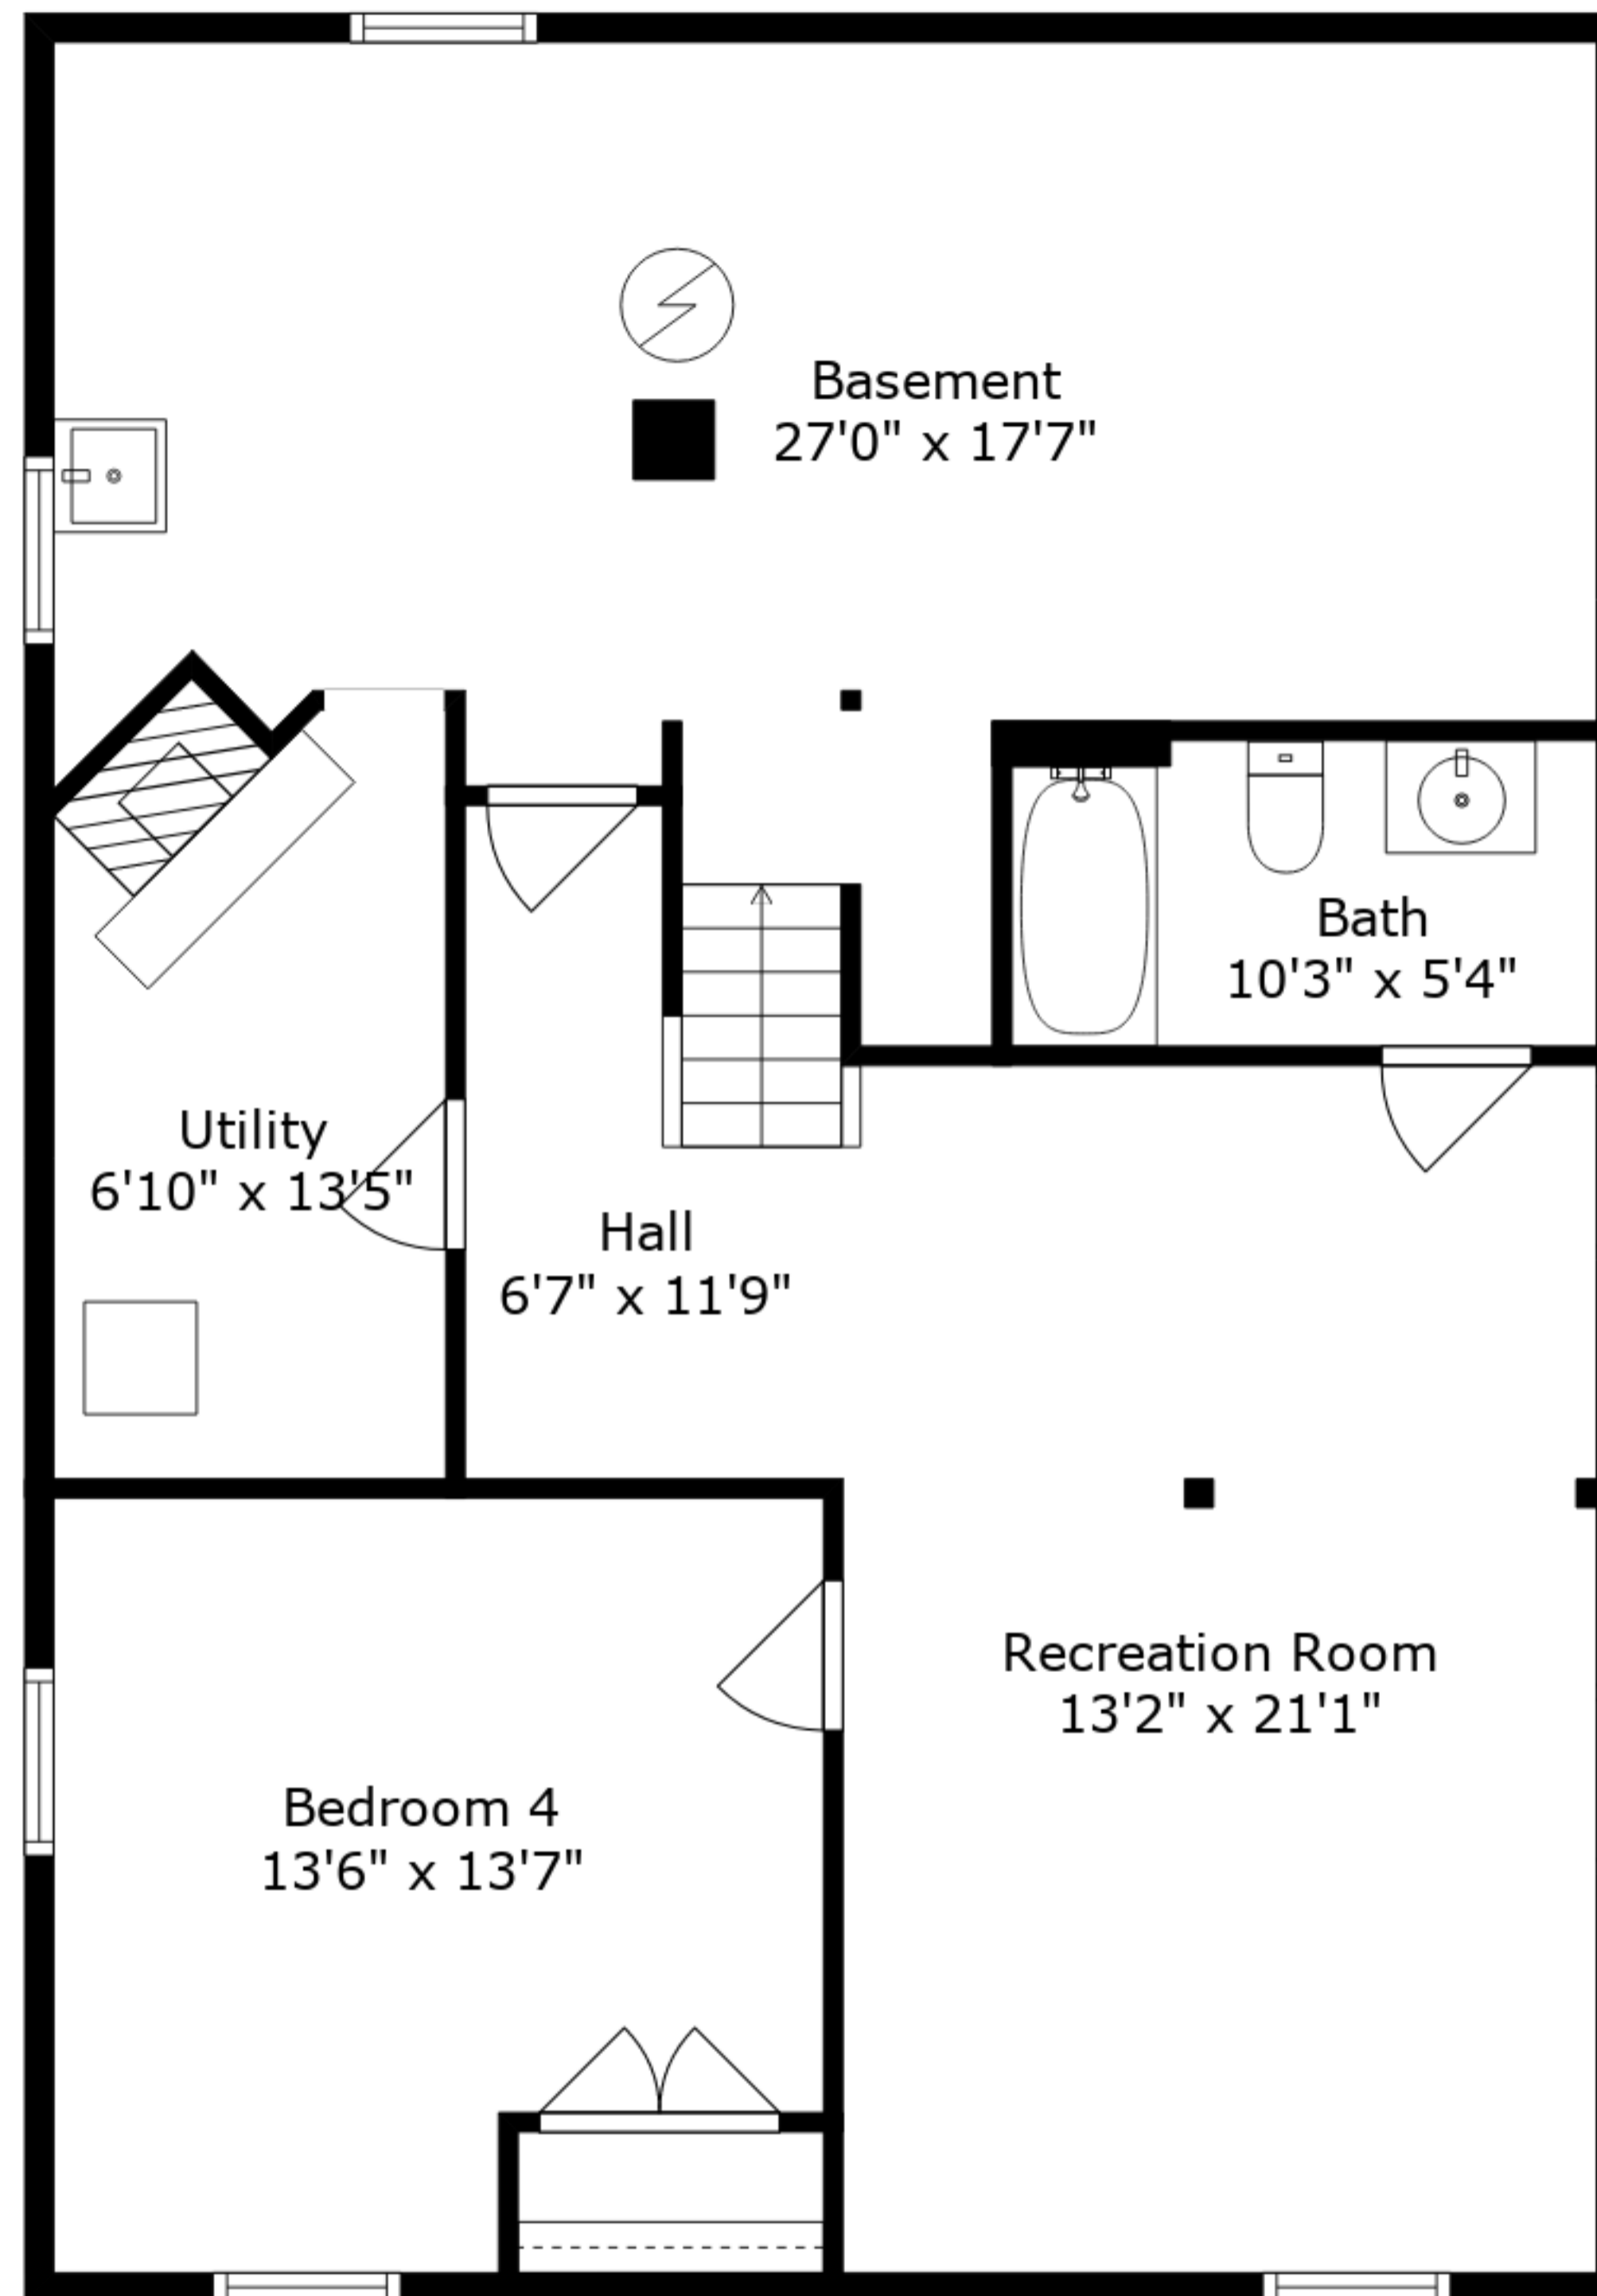 Basement
27'0" x 17'7"
Bath
10'3" x 5'4"
Utility
6'10" x 13'5"
Hall
6'7" x 11'9"
Recreation Room
13'2" x 21'1"
Bedroom 4
13'6" x 13'7"